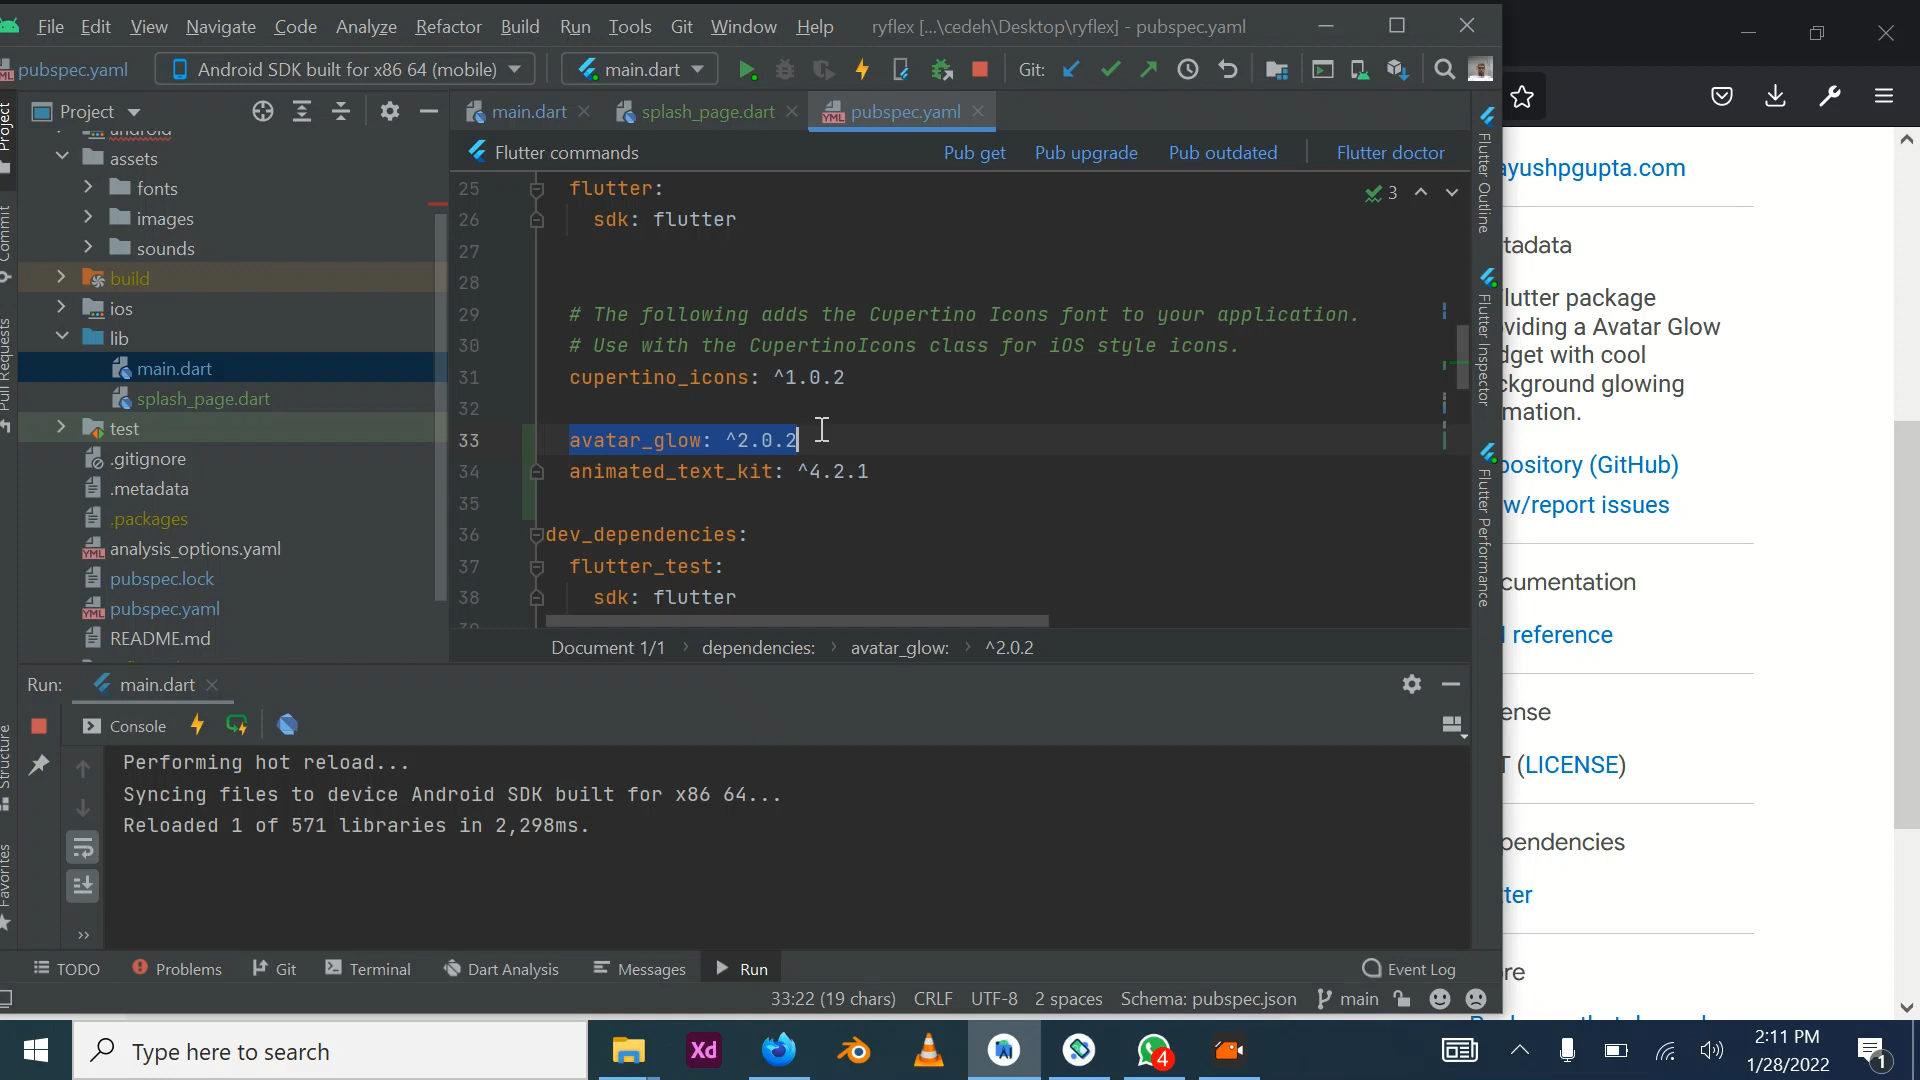 File Edit View Navigate Code Analyze Refactor Build Run Tools Git Window Help ryflex [...\cedeh\Desktop\ryflex] - pubspec.yaml
pubspec.yaml Android SDK built for x86 64 (mobile) main.dart Git:
Project main.dart splash_page.dart pubspec.yaml
Flutter commands Pub get Pub upgrade Pub outdated Flutter doctor
android
assets
fonts
images
sounds
build
ios
lib
main.dart
splash_page.dart
test
.gitignore
.metadata
.packages
analysis_options.yaml
pubspec.lock
pubspec.yaml
README.md
25 flutter:
26 sdk: flutter
27
28
29 # The following adds the Cupertino Icons font to your application.
30 # Use with the CupertinoIcons class for iOS style icons.
31 cupertino_icons: ^1.0.2
32
33 avatar_glow: ^2.0.2
34 animated_text_kit: ^4.2.1
35
36 dev_dependencies:
37 flutter_test:
38 sdk: flutter
3
Document 1/1 dependencies: avatar_glow: ^2.0.2
Project
Commit
Pull Requests
Structure
Favorites
Flutter Outline
Flutter Inspector
Flutter Performance
Run: main.dart
Console
Performing hot reload...
Syncing files to device Android SDK built for x86 64...
Reloaded 1 of 571 libraries in 2,298ms.
TODO Problems Git Terminal Dart Analysis Messages Run Event Log
33:22 (19 chars) CRLF UTF-8 2 spaces Schema: pubspec.json main
ayushpgupta.com
tadata
lutter package
viding a Avatar Glow
dget with cool
ckground glowing
mation.
pository (GitHub)
w/report issues
cumentation
I reference
ense
T (LICENSE)
pendencies
tter
re
Type here to search
Xd
4
2:11 PM
1/28/2022
1